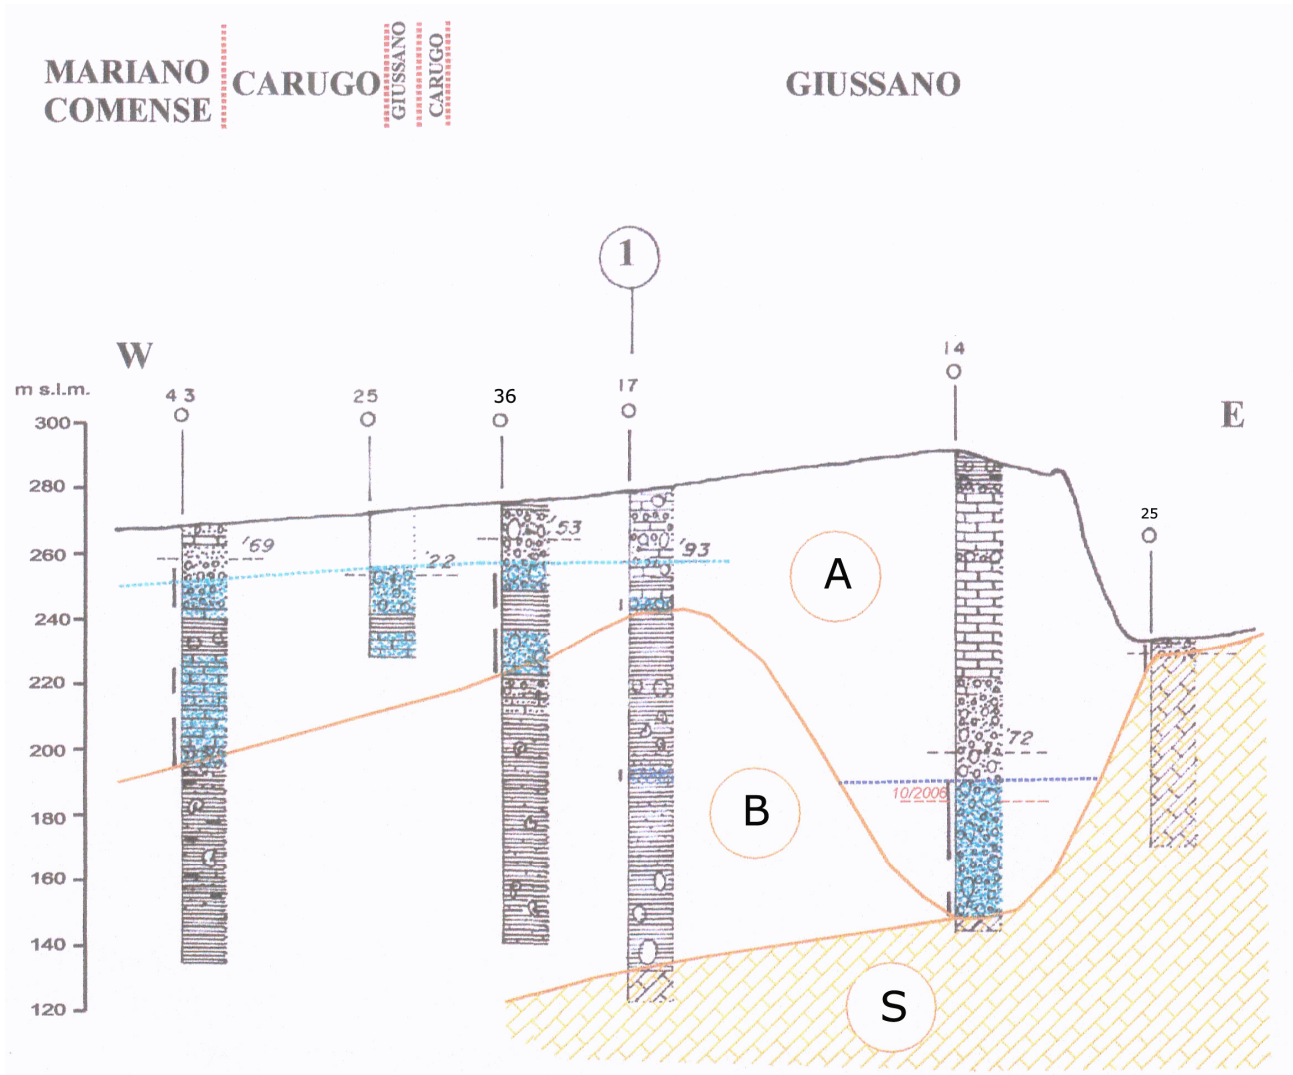 MARIANO
COMENSE
CARUGO
GIUSSANO
CARUGO
GIUSSANO
1
W
E
m s.l.m.
43
25
36
17
14
25
300
280
260
240
220
200
180
160
140
120
'69
'22
'53
'93
'72
10/2006
A
B
S